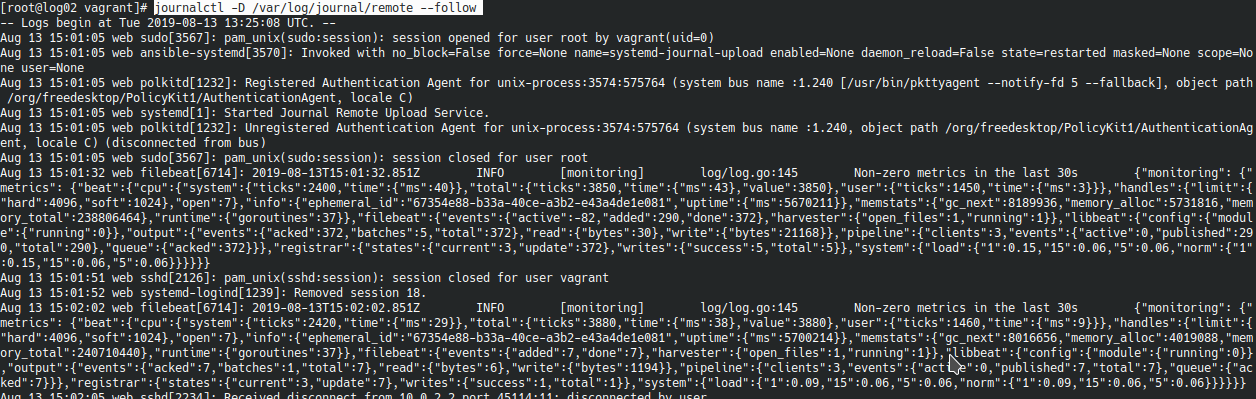 [root@log02 vagrant]# journalctl -D /var/log/journal/remote --follow
-- Logs begin at Tue 2019-08-13 13:25:08 UTC. --
Aug 13 15:01:05 web sudo[3567]: pam_unix(sudo:session): session opened for user root by vagrant(uid=0)
Aug 13 15:01:05 web ansible-systemd[3570]: Invoked with no_block=False force=None name=systemd-journal-upload enabled=None daemon_reload=False state=restarted masked=None scope=No
ne user=None
Aug 13 15:01:05 web polkitd[1232]: Registered Authentication Agent for unix-process:3574:575764 (system bus name :1.240 [/usr/bin/pkttyagent --notify-fd 5 --fallback], object path
/org/freedesktop/PolicyKit1/AuthenticationAgent, locale C)
Aug 13 15:01:05 web systemd[1]: Started Journal Remote Upload Service.
Aug 13 15:01:05 web polkitd[1232]: Unregistered Authentication Agent for unix-process:3574:575764 (system bus name :1.240, object path /org/freedesktop/PolicyKit1/AuthenticationAg
ent, locale C) (disconnected from bus)
Aug 13 15:01:05 web sudo[3567]: pam_unix(sudo:session): session closed for user root
Aug 13 15:01:32 web filebeat[6714]: 2019-08-13T15:01:32.851Z INFO [monitoring] log/log.go:145 Non-zero metrics in the last 30s {"monitoring": {"
metrics": {"beat":{"cpu":{"system":{"ticks":2400,"time":{"ms":40}},"total":{"ticks":3850,"time":{"ms":43},"value":3850},"user":{"ticks":1450,"time":{"ms":3}}},"handles":{"limit":{
"hard":4096,"soft":1024},"open":7},"info":{"ephemeral_id":"67354e88-b33a-40ce-a3b2-e43a4de1e081","uptime":{"ms":5670211}},"memstats":{"gc_next":8189936,"memory_alloc":5731816,"mem
ory_total":238806464},"runtime":{"goroutines":37}},"filebeat":{"events":{"active":-82,"added":290,"done":372},"harvester":{"open_files":1,"running":1}},"libbeat":{"config":{"modul
e":{"running":0}},"output":{"events":{"acked":372,"batches":5,"total":372},"read":{"bytes":30},"write":{"bytes":21168}},"pipeline":{"clients":3,"events":{"active":0,"published":29
0,"total":290},"queue":{"acked":372}}},"registrar":{"states":{"current":3,"update":372},"writes":{"success":5,"total":5}},"system":{"load":{"1":0.15,"15":0.06,"5":0.06,"norm":{"1"
:0.15,"15":0.06,"5":0.06}}}}}}
Aug 13 15:01:51 web sshd[2126]: pam_unix(sshd:session): session closed for user vagrant
Aug 13 15:01:52 web systemd-logind[1239]: Removed session 18.
Aug 13 15:02:02 web filebeat[6714]: 2019-08-13T15:02:02.851Z INFO [monitoring] log/log.go:145 Non-zero metrics in the last 30s {"monitoring": {"
metrics": {"beat":{"cpu":{"system":{"ticks":2420,"time":{"ms":29}},"total":{"ticks":3880,"time":{"ms":38},"value":3880},"user":{"ticks":1460,"time":{"ms":9}}},"handles":{"limit":{
"hard":4096,"soft":1024},"open":7},"info":{"ephemeral_id":"67354e88-b33a-40ce-a3b2-e43a4de1e081","uptime":{"ms":5700214}},"memstats":{"gc_next":8016656,"memory_alloc":4019088,"mem
ory_total":240710440},"runtime":{"goroutines":37}},"filebeat":{"events":{"added":7,"done":7},"harvester":{"open_files":1,"running":1}},"libbeat":{"config":{"module":{"running":0}}
,"output":{"events":{"acked":7,"batches":1,"total":7},"read":{"bytes":6},"write":{"bytes":1194}},"pipeline":{"clients":3,"events":{"active":0,"published":7,"total":7},"queue":{"ac
ked":7}}},"registrar":{"states":{"current":3,"update":7},"writes":{"success":1,"total":1}},"system":{"load":{"1":0.09,"15":0.06,"5":0.06,"norm":{"1":0.09,"15":0.06,"5":0.06}}}}}}
Aug 13 15:02:05 web sshd[2234]: Received disconnect from 10.0.2.2 port 45114:11: disconnected by user